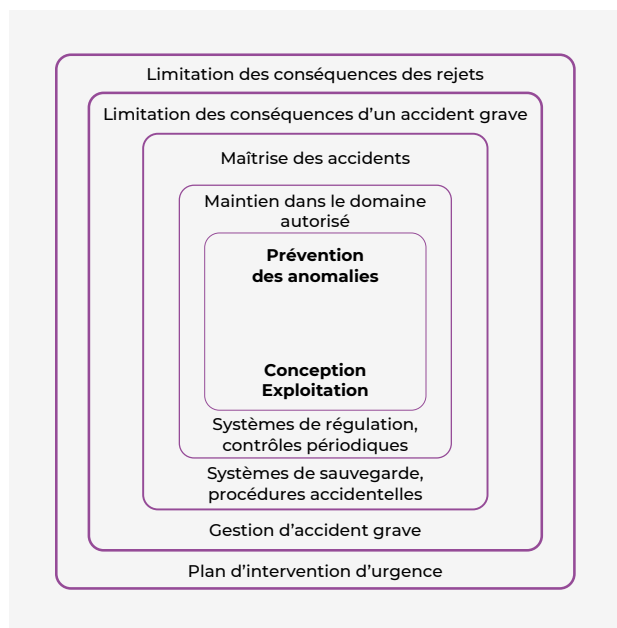 Limitation des conséquences des rejets
Limitation des conséquences d’un accident grave
Maîtrise des accidents
Maintien dans le domaine
autorisé
Prévention
des anomalies
Conception
Exploitation
Systèmes de régulation,
contrôles périodiques
Systèmes de sauvegarde,
procédures accidentelles
Gestion d’accident grave
Plan d’intervention d’urgence